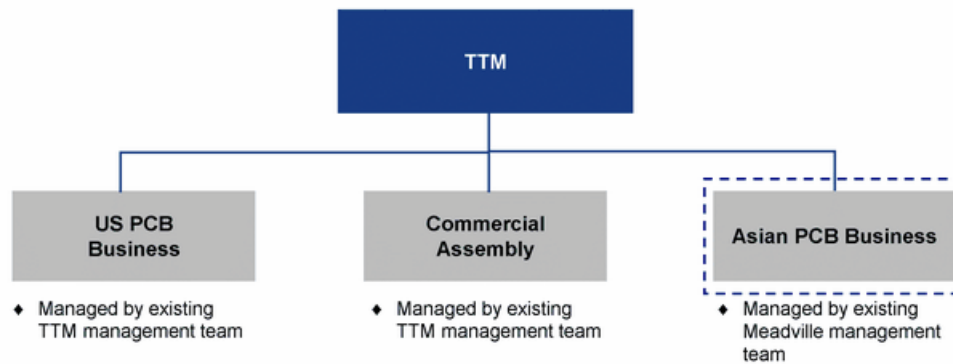 TTM
US PCB
Business
Commercial
Assembly
Asian PCB Business
♦ Managed by existing
TTM management team
♦ Managed by existing
TTM management team
♦ Managed by existing
Meadville management
team